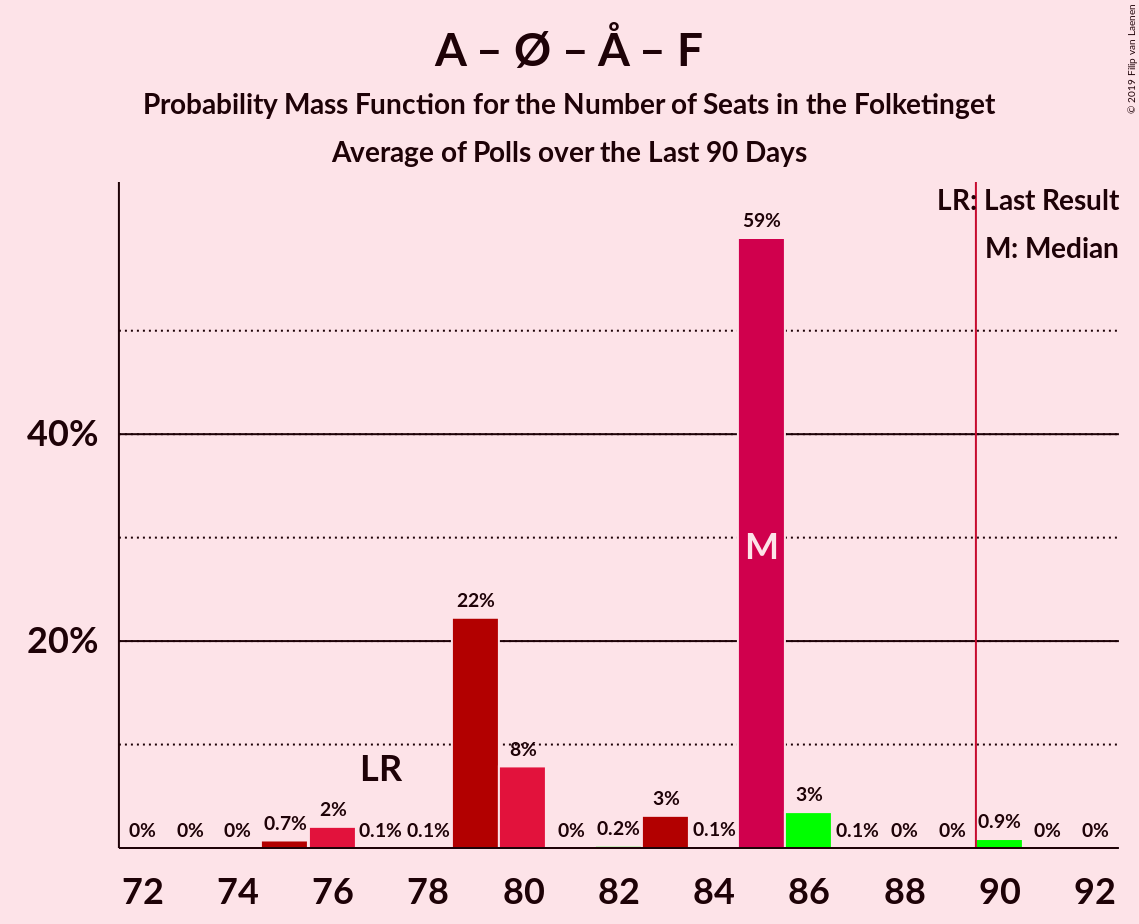 A – Ø – Å – F
Probability Mass Function for the Number of Seats in the Folketinget
Average of Polls over the Last 90 Days
© 2019 Filip van Laenen
LR: Last Result
M: Median
59%
40%
M
22%
20%
8%
LR
0% 0% 0% 0.7% 2% 0.1% 0.1% 0% 0.2% 3% 0.1% 3% 0.1% 0% 0% 0.9% 0% 0%
72 74 76 78 80 82 84 86 88 90 92